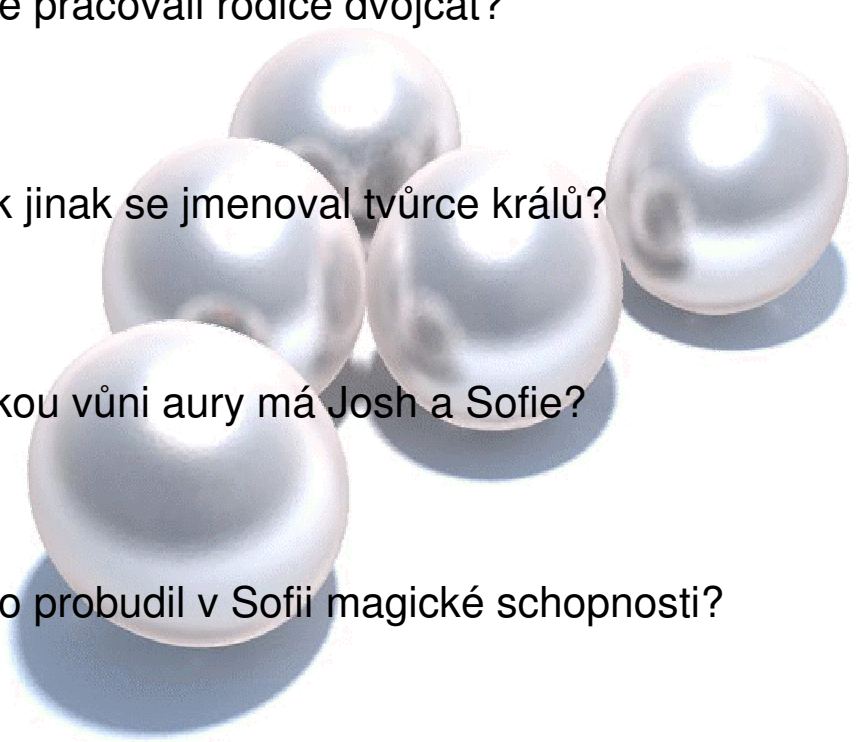 e pracovali rodiče dvojčat?
k jinak se jmenoval tvůrce králů?
kou vůni aury má Josh a Sofie?
o probudil v Sofii magické schopnosti?